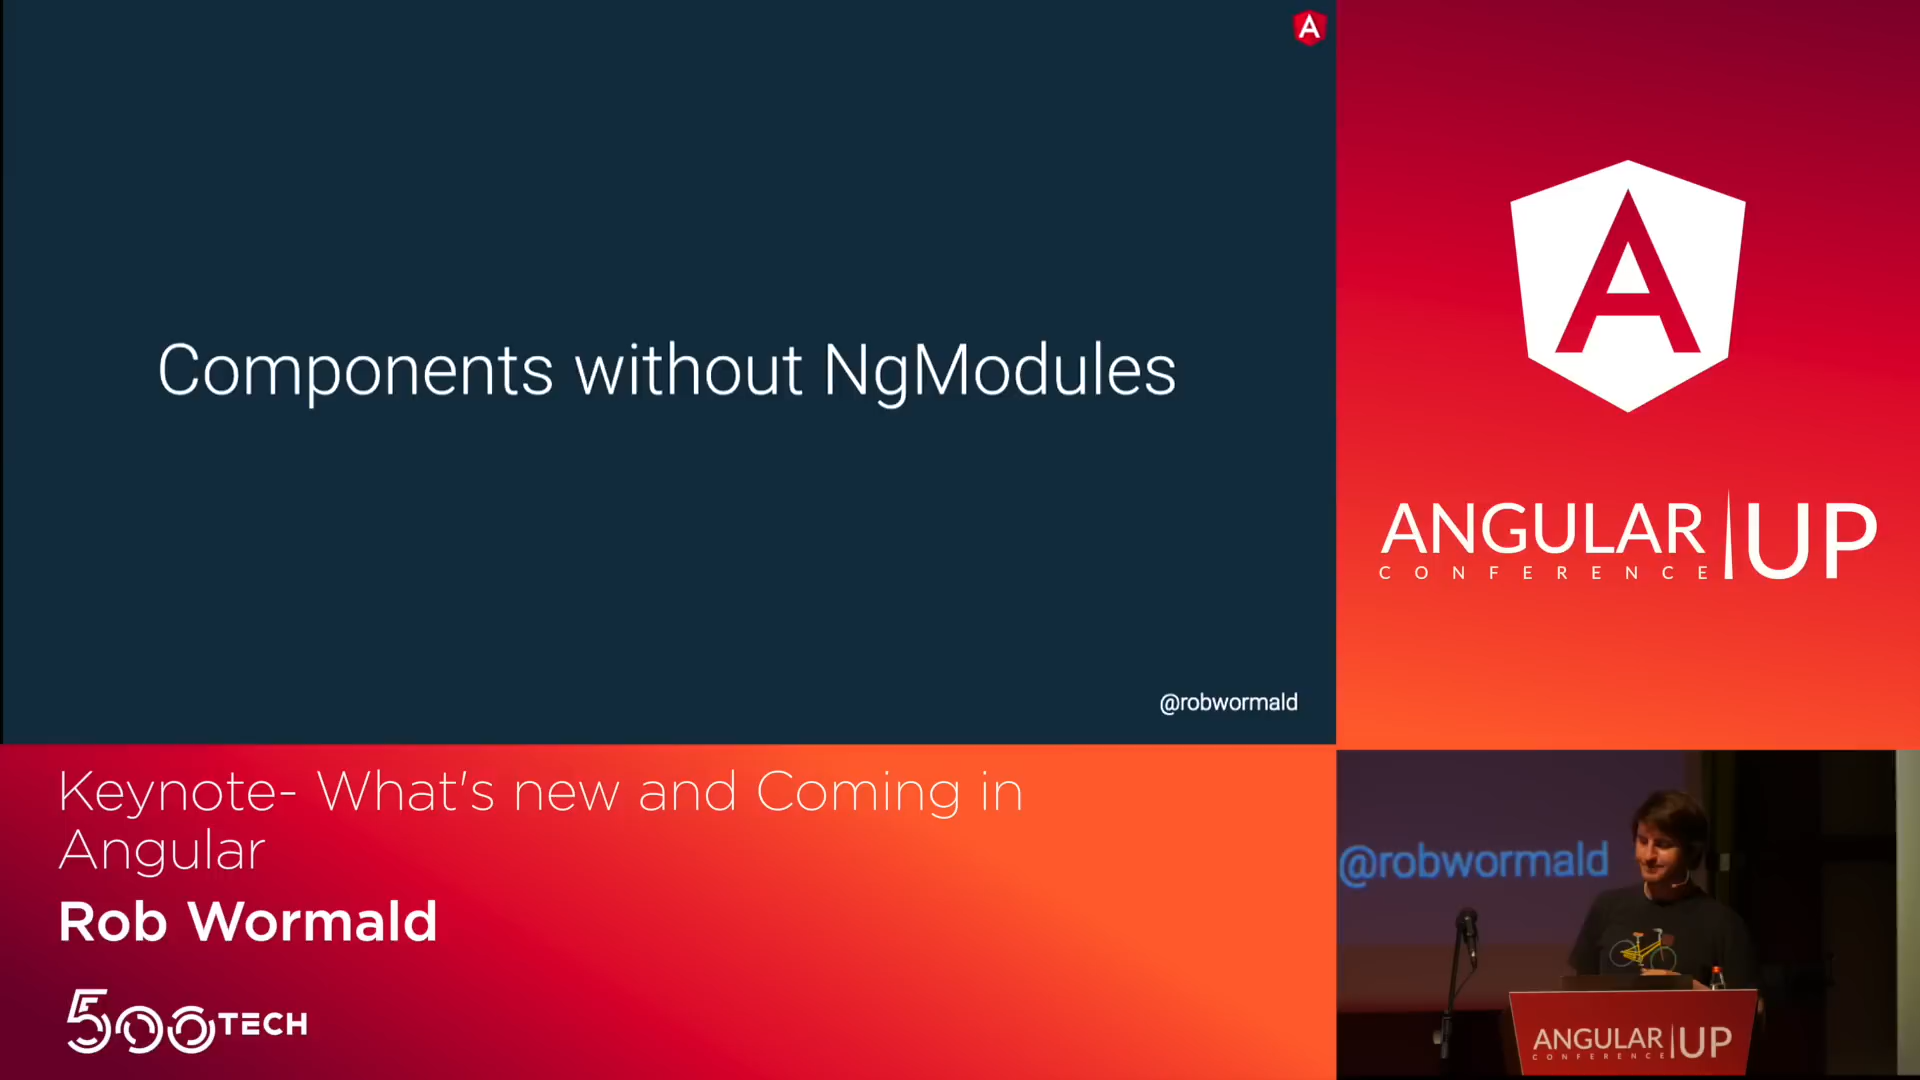 Components without NgModules
@robwormald
ANGULAR UP
CONFERENCE
Keynote- What's new and Coming in
Angular
Rob Wormald
500TECH
@robwormald
ANGULAR UP
CONFERENCE